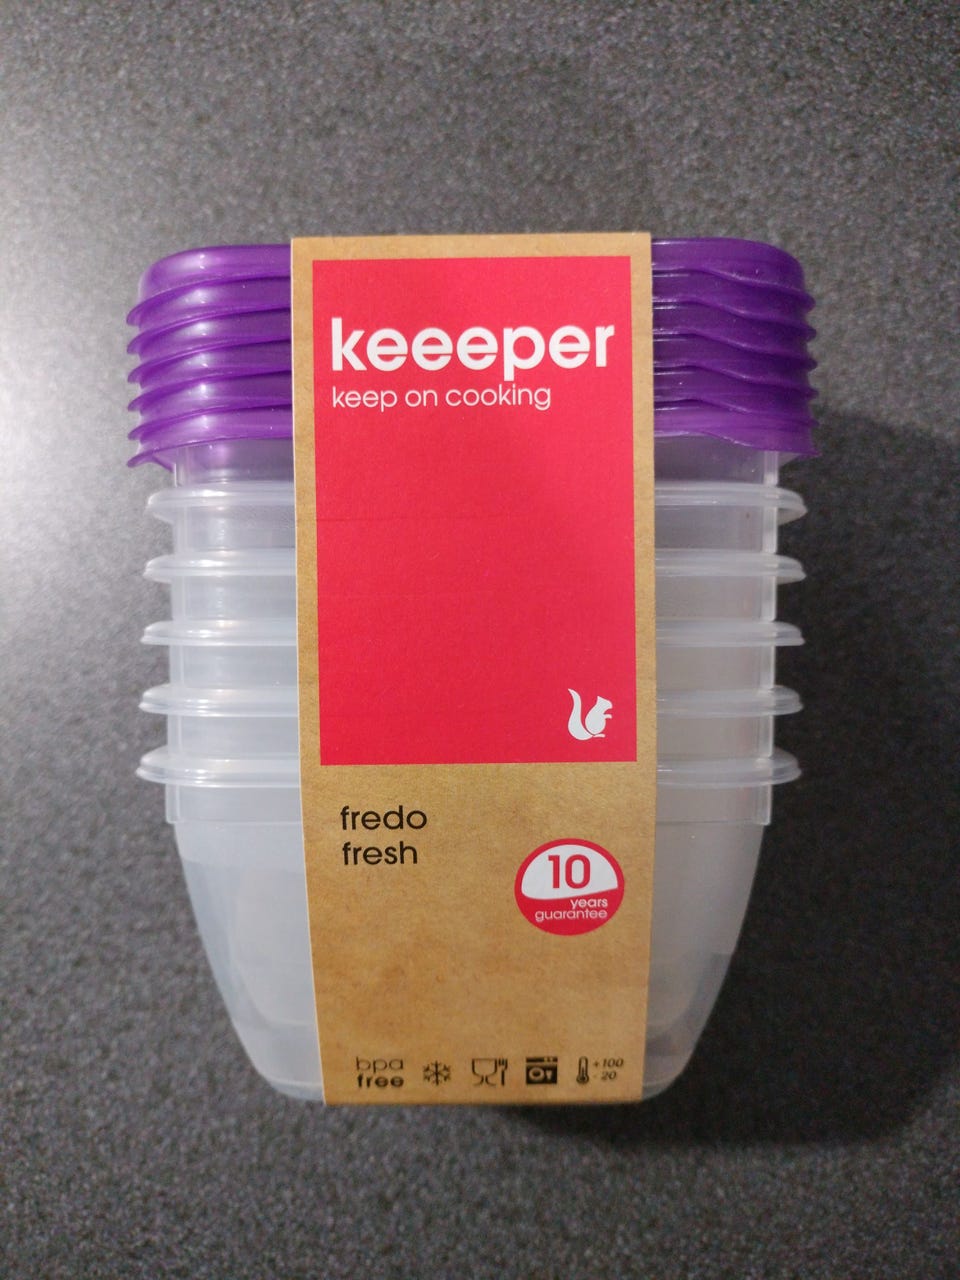 keeeper
keep on cooking
fredo
fresh
10
years
guarantee
bpa
free
+100
-20